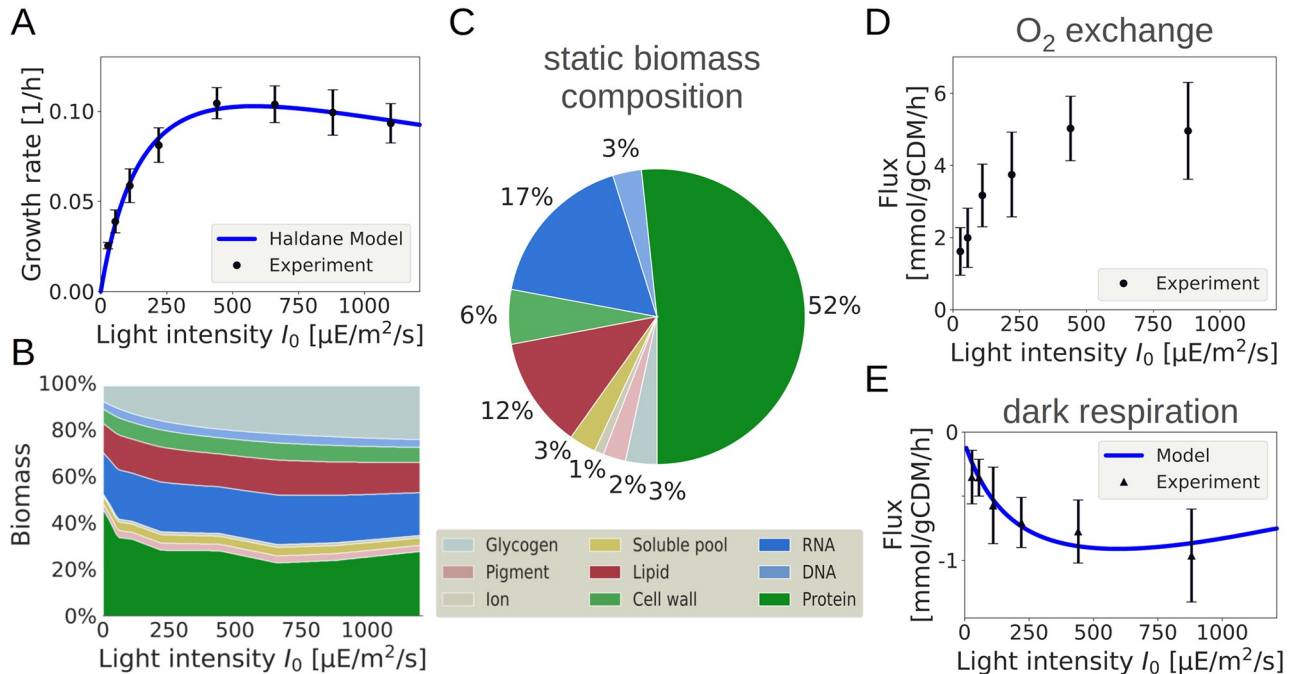 A
Growth rate [1/h]
0.10
0.05
0.00
Haldane Model
Experiment
0 250 500 750 1000
Light intensity I₀ [µE/m²/s]
B
Biomass
100%
80%
60%
40%
20%
0%
0 250 500 750 1000
Light intensity I₀ [µE/m²/s]
C
static biomass
composition
3%
17%
52%
6%
12%
3%
1%
2%
3%
Glycogen Soluble pool RNA
Pigment Lipid DNA
Ion Cell wall Protein
D
O₂ exchange
Flux
[mmol/gCDM/h]
6
4
2
0
Experiment
0 250 500 750 1000
Light intensity I₀ [µE/m²/s]
E
dark respiration
Flux
[mmol/gCDM/h]
0
-1
Model
Experiment
0 250 500 750 1000
Light intensity I₀ [µE/m²/s]